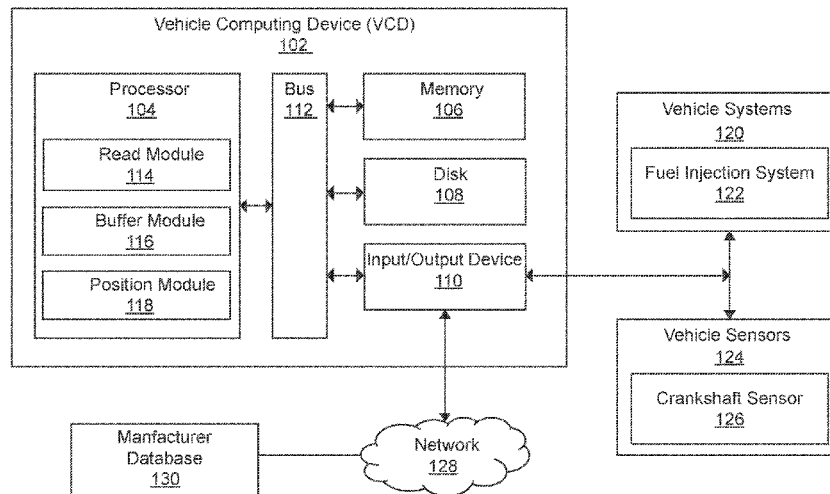 Vehicle Computing Device (VCD)
102
Processor
104
Read Module
114
Buffer Module
116
Position Module
118
Bus
112
Memory
106
Disk
108
Input/Output Device
110
Vehicle Systems
120
Fuel Injection System
122
Vehicle Sensors
124
Crankshaft Sensor
126
Manfacturer
Database
130
Network
128